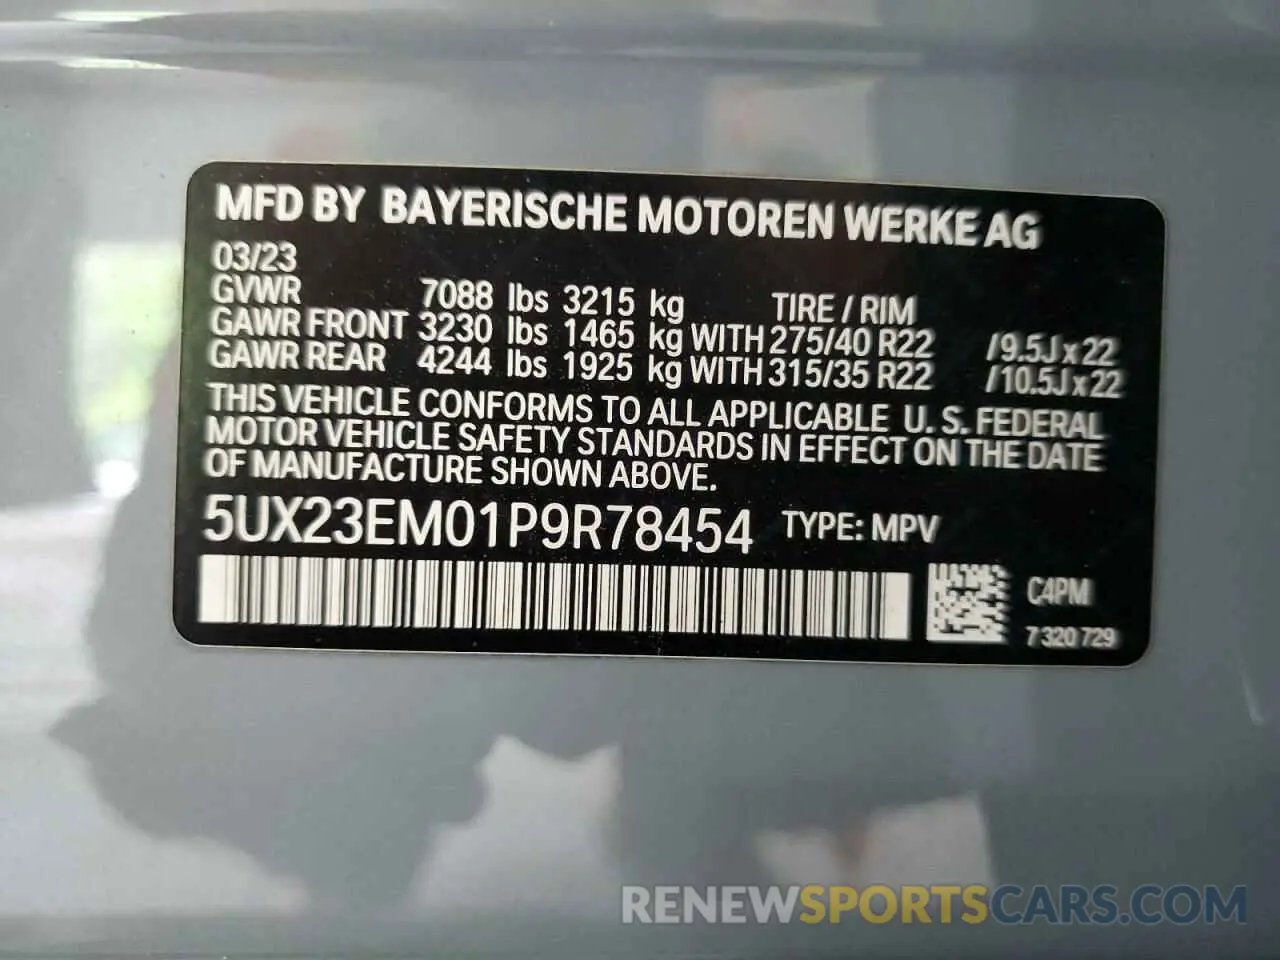 MFD BY BAYERISCHE MOTOREN WERKE AG
03/23
GVWR 7088 lbs 3215 kg TIRE / RIM
GAWR FRONT 3230 lbs 1465 kg WITH 275/40 R22 /9.5J x 22
GAWR REAR 4244 lbs 1925 kg WITH 315/35 R22 /10.5J x 22
THIS VEHICLE CONFORMS TO ALL APPLICABLE U. S. FEDERAL
MOTOR VEHICLE SAFETY STANDARDS IN EFFECT ON THE DATE
OF MANUFACTURE SHOWN ABOVE.
5UX23EM01P9R78454 TYPE: MPV
C4PM
7 320 729
RENEWSPORTSCARS.COM